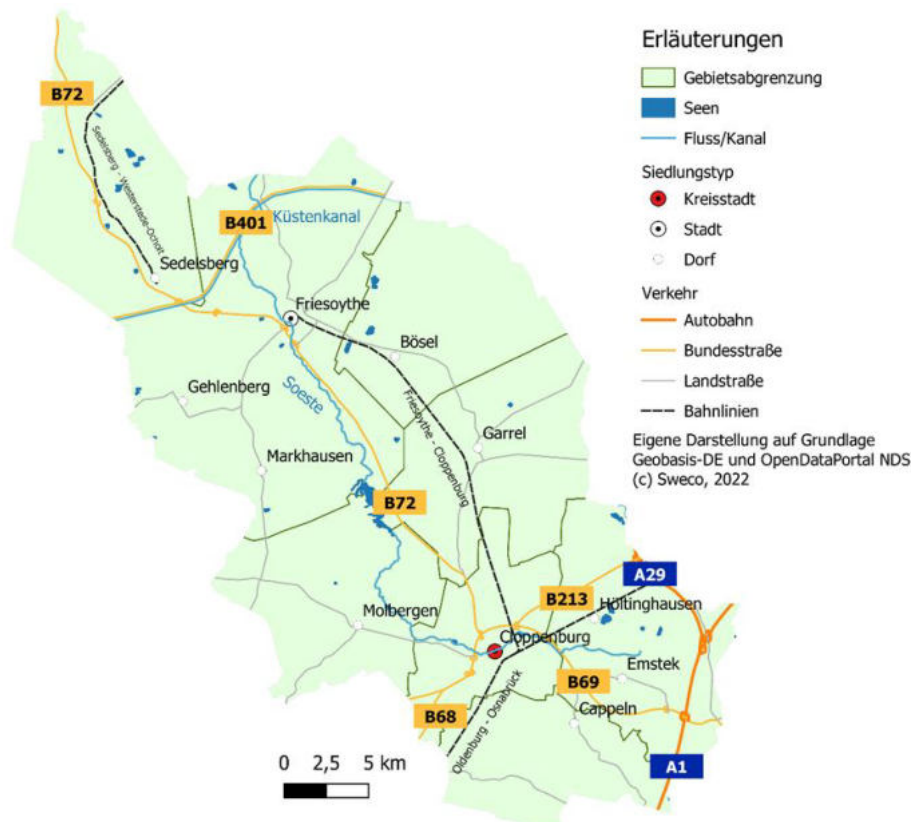 Erläuterungen
Gebietsabgrenzung
Seen
Fluss/Kanal
Siedlungstyp
Kreisstadt
Stadt
Dorf
Verkehr
Autobahn
Bundesstraße
Landstraße
Bahnlinien
Eigene Darstellung auf Grundlage
Geobasis-DE und OpenDataPortal NDS
(c) Sweco, 2022
B72
Sedelsberg - Westerstede-Ocholt
Küstenkanal
B401
Sedelsberg
Friesoythe
Bösel
Gehlenberg
Soeste
Friesoythe - Cloppenburg
Garrel
Markhausen
B72
A29
B213
Höltinghausen
Molbergen
Cloppenburg
Emstek
B69
B68
Cappeln
Oldenburg - Osnabrück
A1
0 2,5 5 km